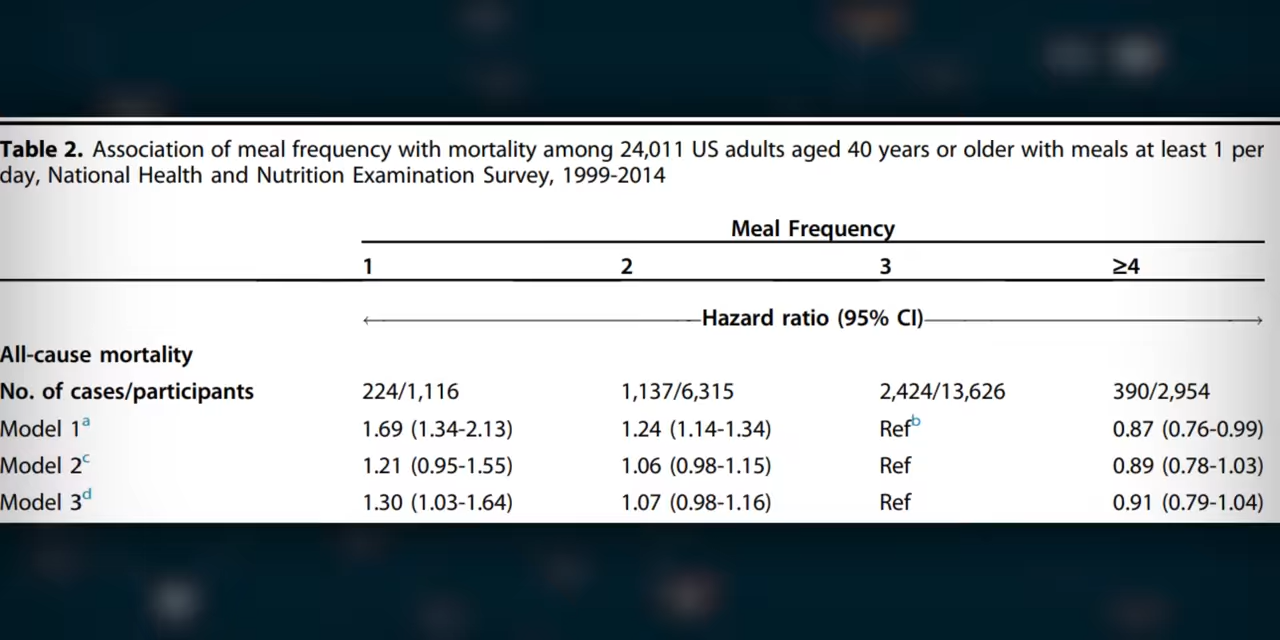 Table 2. Association of meal frequency with mortality among 24,011 US adults aged 40 years or older with meals at least 1 per
day, National Health and Nutrition Examination Survey, 1999-2014
Meal Frequency
1 2 3 ≥4
Hazard ratio (95% CI)
All-cause mortality
No. of cases/participants 224/1,116 1,137/6,315 2,424/13,626 390/2,954
Model 1a 1.69 (1.34-2.13) 1.24 (1.14-1.34) Refb 0.87 (0.76-0.99)
Model 2c 1.21 (0.95-1.55) 1.06 (0.98-1.15) Ref 0.89 (0.78-1.03)
Model 3d 1.30 (1.03-1.64) 1.07 (0.98-1.16) Ref 0.91 (0.79-1.04)